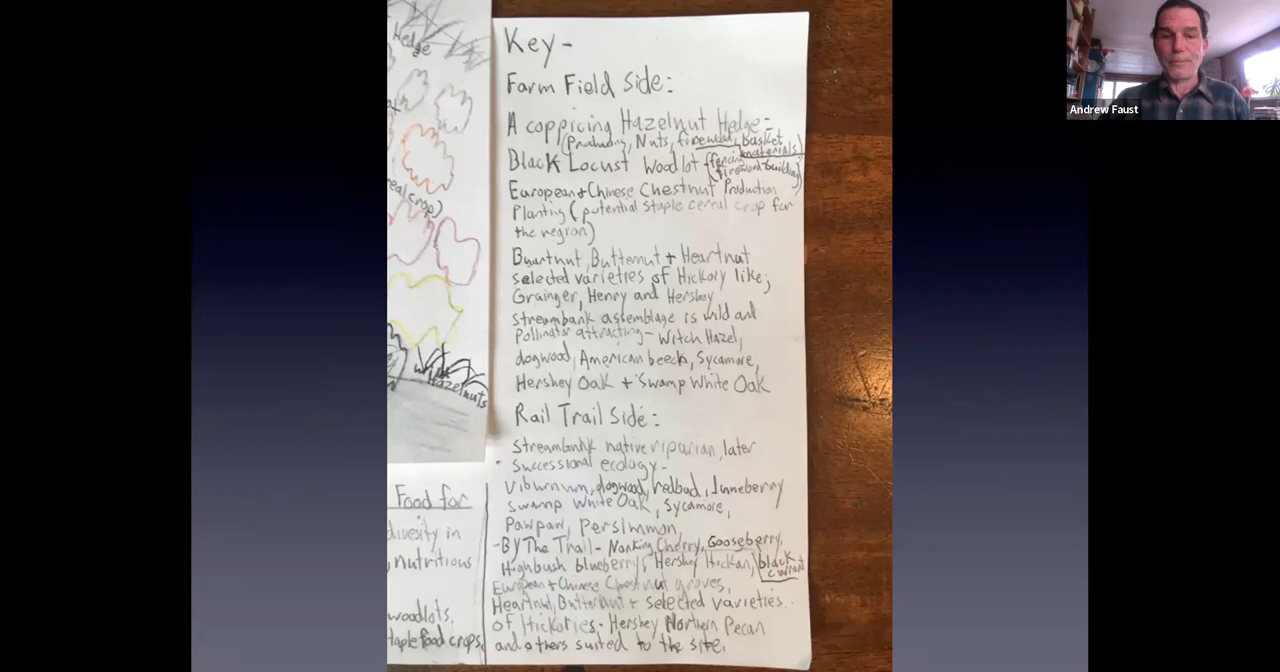 Hedge
eal crop)
wild
Hazelnuts
Food for
diversity in
nutritious
woodlots,
taple food crops,
Key-
Farm Field side:
A coppicing Hazelnut Hedge-
(producing, Nuts, firewood, basket
materials)
Black Locust Woodlot (fencing
firewood-building)
European + Chinese Chestnut Production
Planting (potential staple cereal crop for
the region)
Buartnut, Butternut + Heartnut
selected varieties of Hickory like;
Grainger, Henry and Hershey
Streambank assemblage is wild and
Pollinator attracting- Witch Hazel,
dogwood, American beech, Sycamore,
Hershey Oak + Swamp White Oak
Rail Trail Side:
Streambank native riparian, later
Successional ecology-
Viburnum, dogwood, redbud, Juneberry
Swamp White Oak, Sycamore,
Pawpaw, Persimmon,
-By The Trail- Nanking Cherry, Gooseberry,
Highbush blueberry, Hershey Hickan, black
currant
European + Chinese Chestnut groves,
Heartnut, Butternut + selected varieties
of Hickories- Hershey Northern Pecan
and others suited to the site.
Andrew Faust